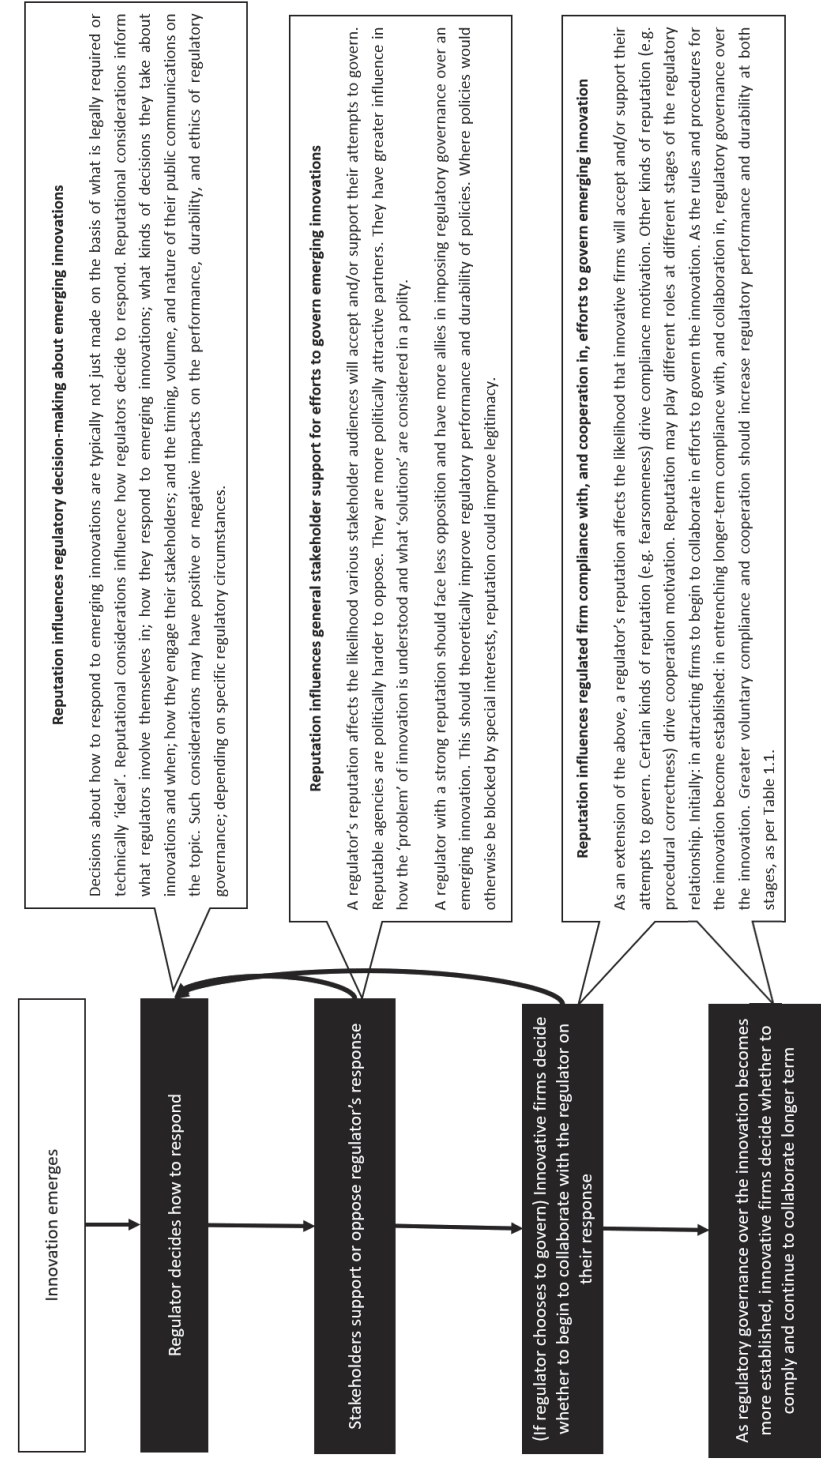 Innovation emerges
Regulator decides how to respond
Stakeholders support or oppose regulator's response
(If regulator chooses to govern) Innovative firms decide
whether to begin to collaborate with the regulator on
their response
As regulatory governance over the innovation becomes
more established, innovative firms decide whether to
comply and continue to collaborate longer term
Reputation influences regulatory decision-making about emerging innovations
Decisions about how to respond to emerging innovations are typically not just made on the basis of what is legally required or
technically 'ideal'. Reputational considerations influence how regulators decide to respond. Reputational considerations inform
what regulators involve themselves in; how they respond to emerging innovations; what kinds of decisions they take about
innovations and when; how they engage their stakeholders; and the timing, volume, and nature of their public communications on
the topic. Such considerations may have positive or negative impacts on the performance, durability, and ethics of regulatory
governance; depending on specific regulatory circumstances.
Reputation influences general stakeholder support for efforts to govern emerging innovations
A regulator's reputation affects the likelihood various stakeholder audiences will accept and/or support their attempts to govern.
Reputable agencies are politically harder to oppose. They are more politically attractive partners. They have greater influence in
how the 'problem' of innovation is understood and what 'solutions' are considered in a polity.
A regulator with a strong reputation should face less opposition and have more allies in imposing regulatory governance over an
emerging innovation. This should theoretically improve regulatory performance and durability of policies. Where policies would
otherwise be blocked by special interests, reputation could improve legitimacy.
Reputation influences regulated firm compliance with, and cooperation in, efforts to govern emerging innovation
As an extension of the above, a regulator's reputation affects the likelihood that innovative firms will accept and/or support their
attempts to govern. Certain kinds of reputation (e.g. fearsomeness) drive compliance motivation. Other kinds of reputation (e.g.
procedural correctness) drive cooperation motivation. Reputation may play different roles at different stages of the regulatory
relationship. Initially: in attracting firms to begin to collaborate in efforts to govern the innovation. As the rules and procedures for
the innovation become established: in entrenching longer-term compliance with, and collaboration in, regulatory governance over
the innovation. Greater voluntary compliance and cooperation should increase regulatory performance and durability at both
stages, as per Table 1.1.